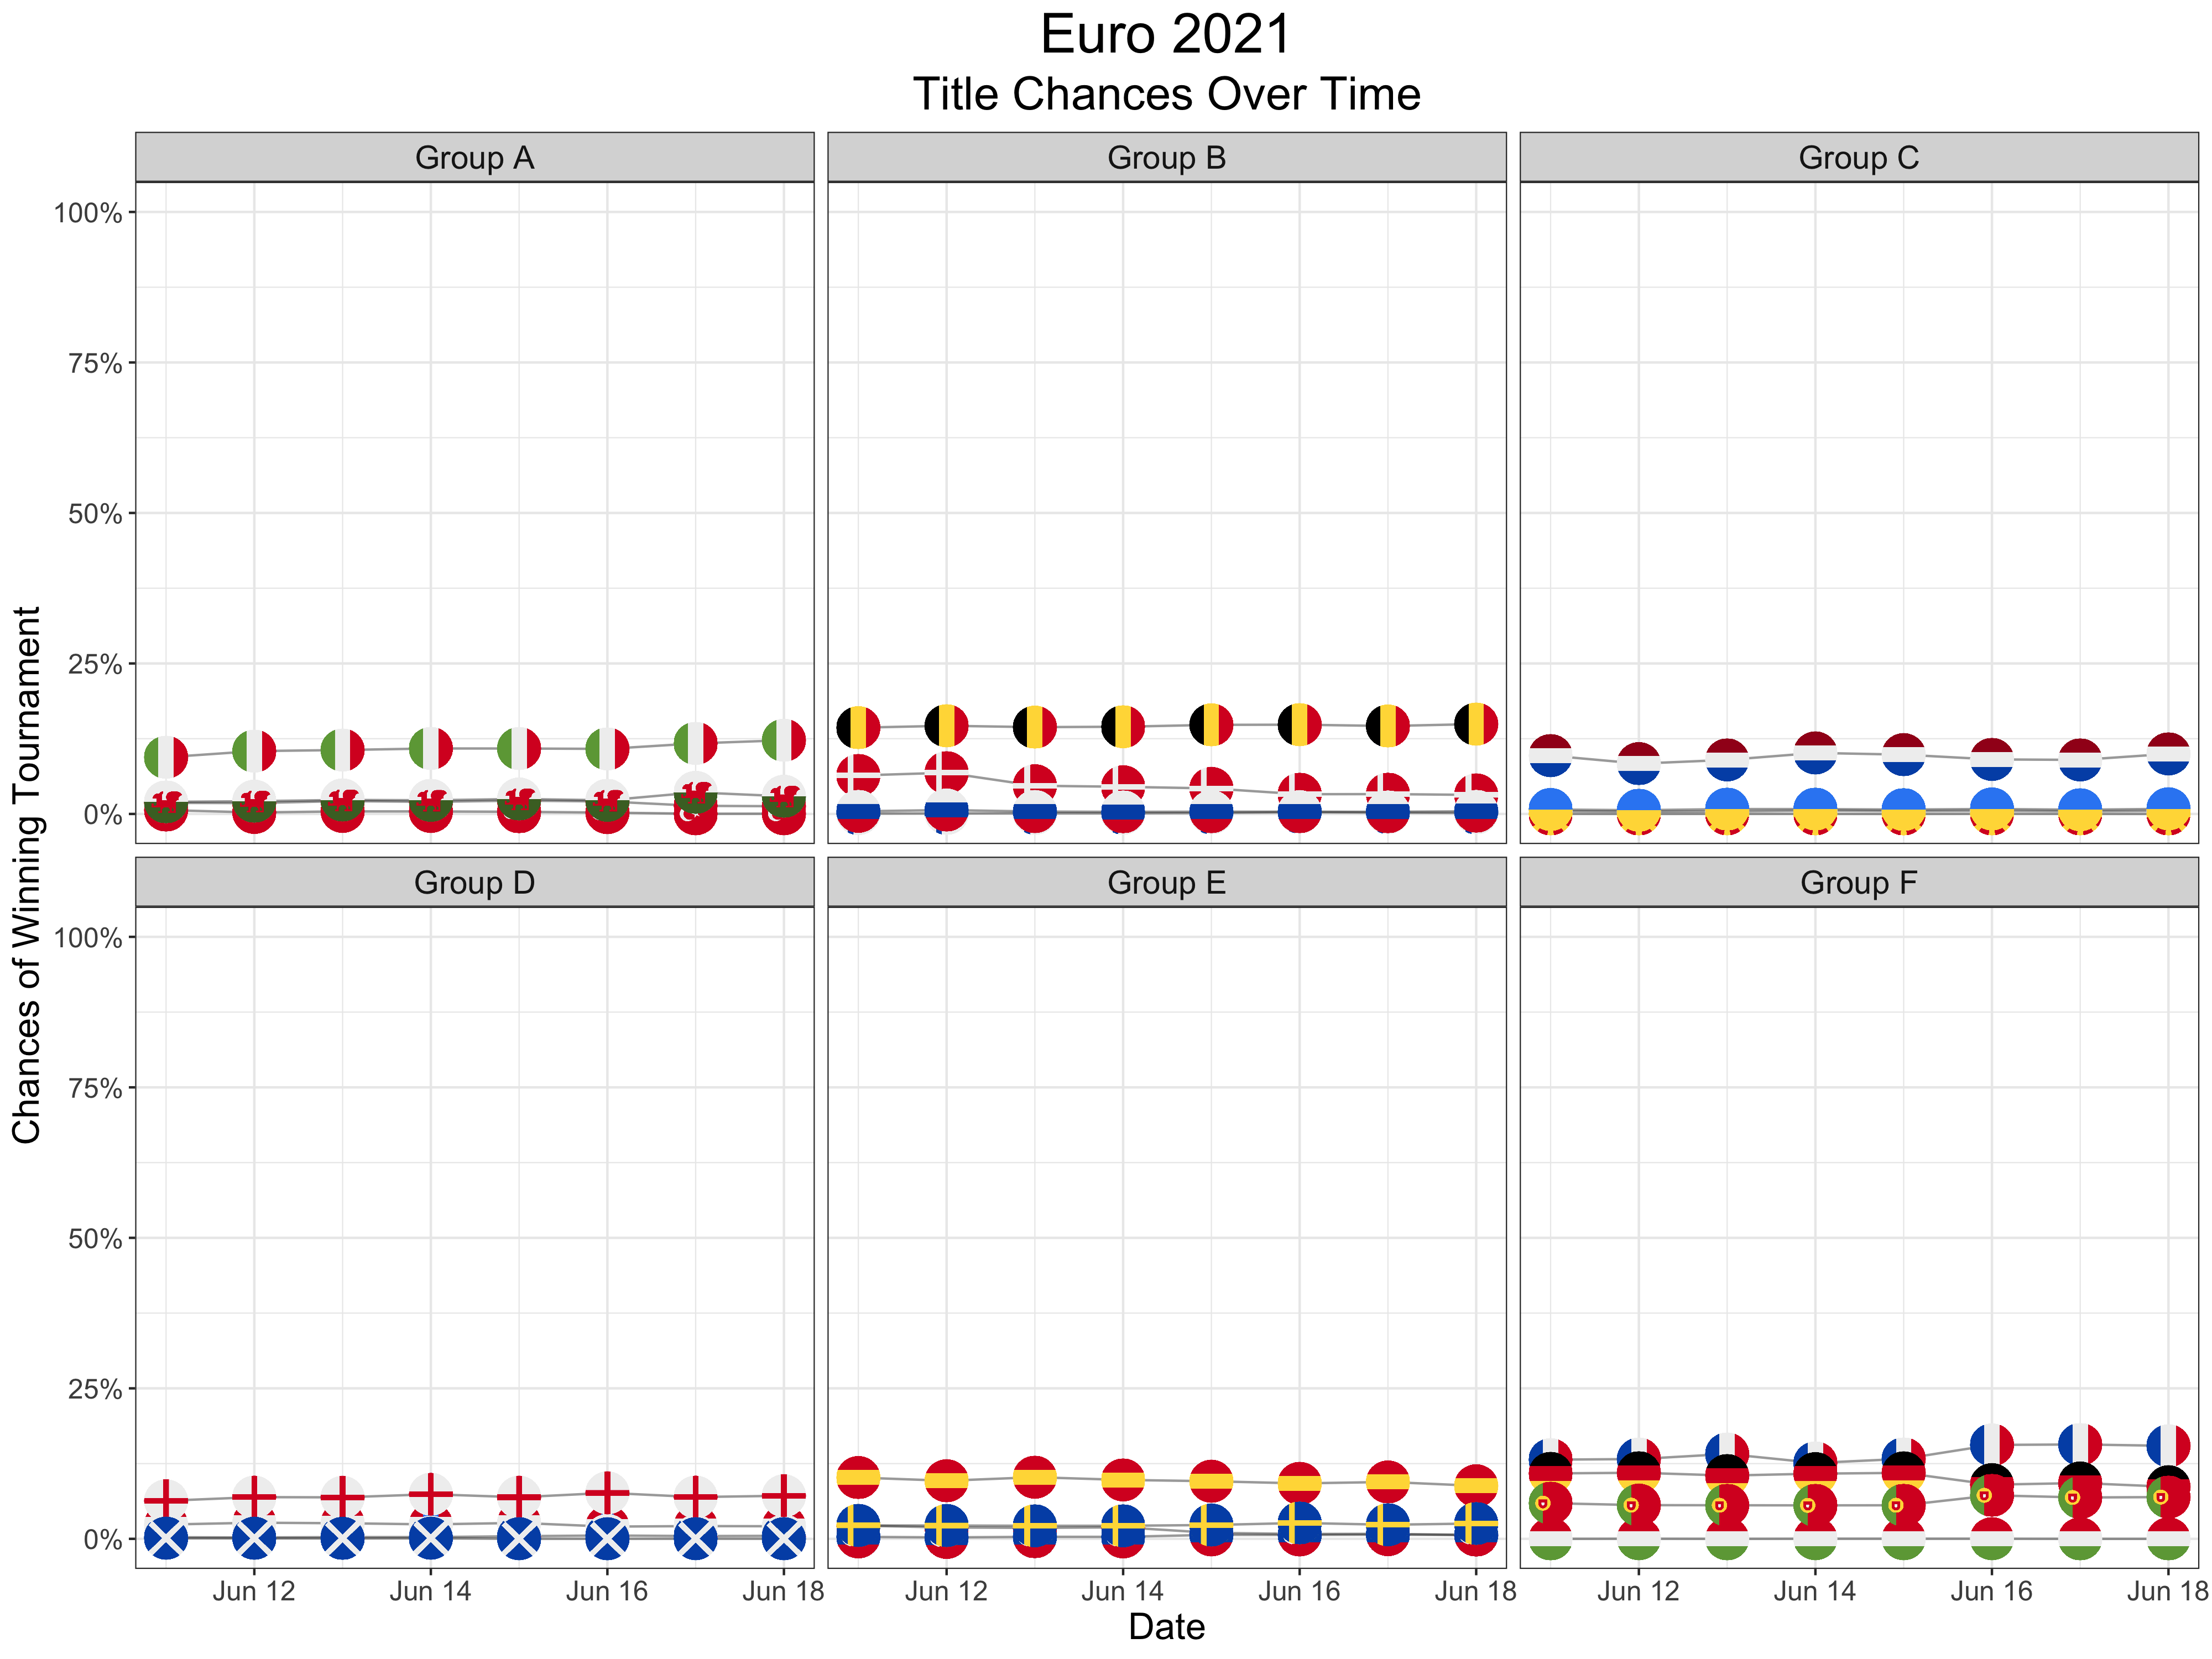 Euro 2021
Title Chances Over Time
Group A
Group B
Group C
100%
75%
50%
25%
0%
Group D
Group E
Group F
100%
75%
50%
25%
0%
Jun 12
Jun 14
Jun 16
Jun 18
Jun 12
Jun 14
Jun 16
Jun 18
Jun 12
Jun 14
Jun 16
Jun 18
Date
Chances of Winning Tournament